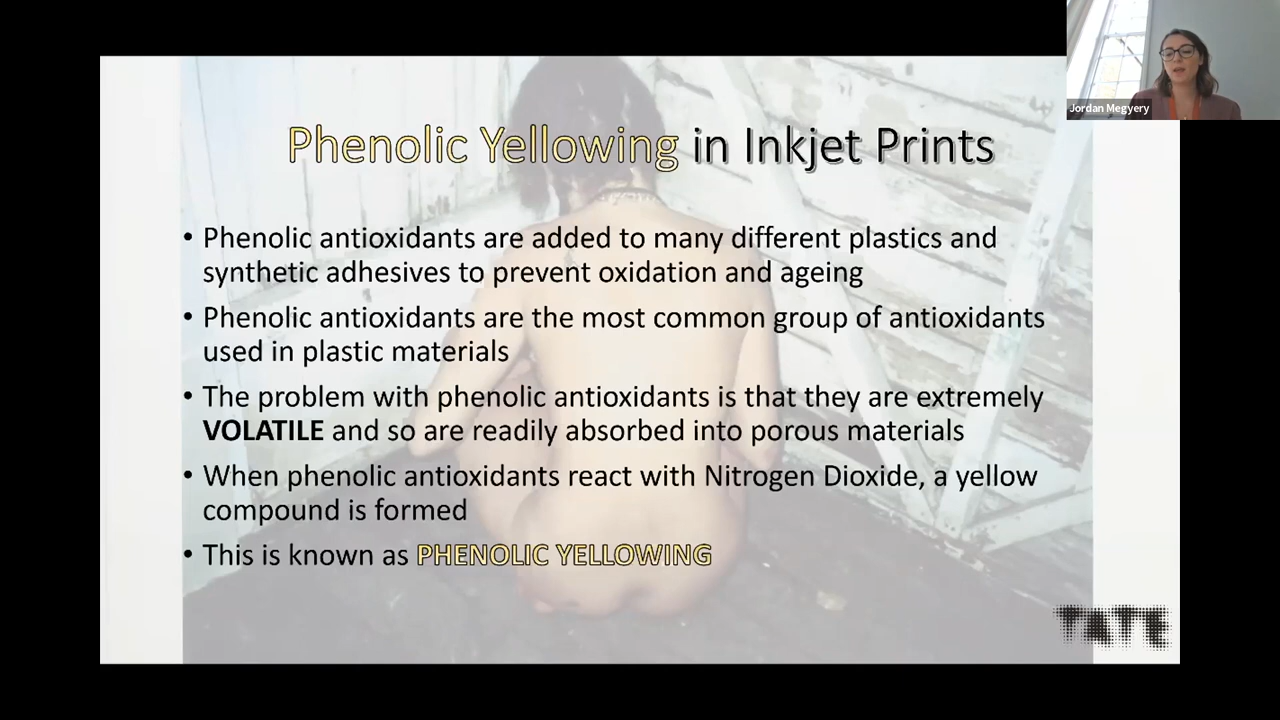 Jordan Megyery
Phenolic Yellowing in Inkjet Prints
• Phenolic antioxidants are added to many different plastics and
synthetic adhesives to prevent oxidation and ageing
• Phenolic antioxidants are the most common group of antioxidants
used in plastic materials
• The problem with phenolic antioxidants is that they are extremely
VOLATILE and so are readily absorbed into porous materials
• When phenolic antioxidants react with Nitrogen Dioxide, a yellow
compound is formed
• This is known as PHENOLIC YELLOWING
TATE